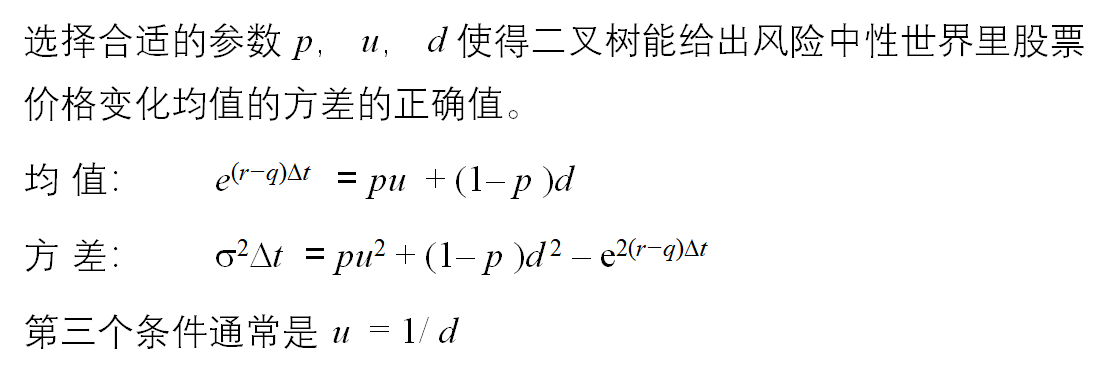 选择合适的参数 p, u, d 使得二叉树能给出风险中性世界里股票
价格变化均值的方差的正确值。
均 值: e^(r−q)Δt = pu + (1– p )d
方 差: σ²Δt = pu² + (1– p )d² – e^2(r−q)Δt
第三个条件通常是 u = 1/ d